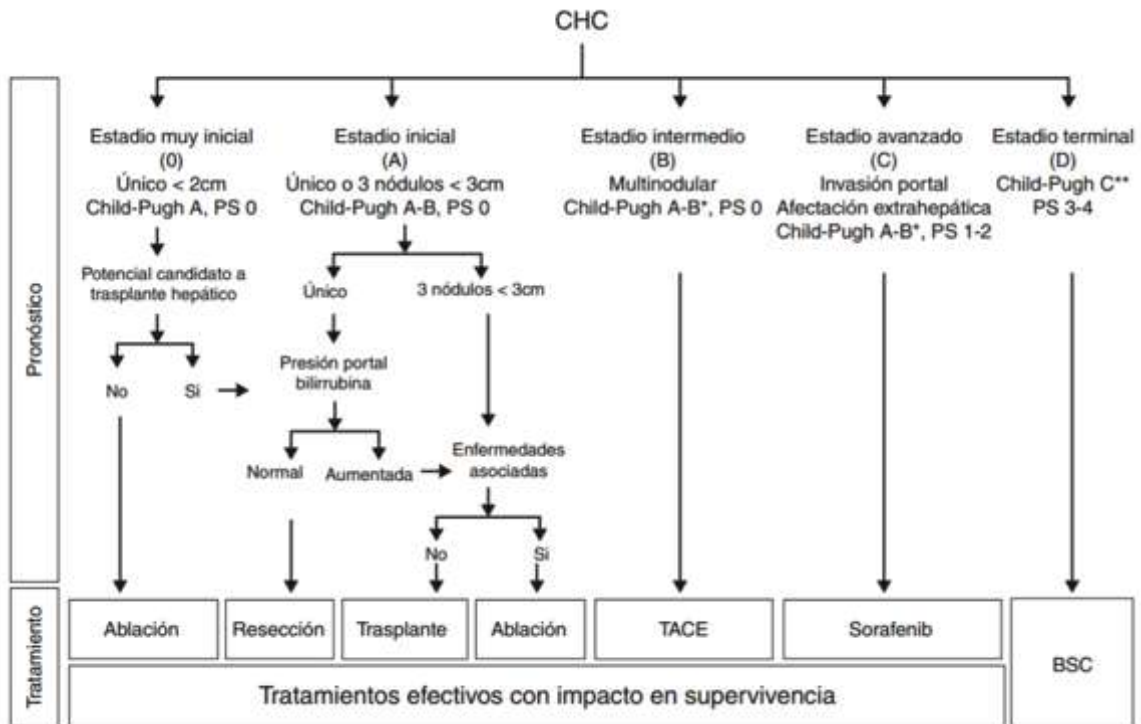 CHC
Pronóstico
Estadio muy inicial
(0)
Único < 2cm
Child-Pugh A, PS 0
Estadio inicial
(A)
Único o 3 nódulos < 3cm
Child-Pugh A-B, PS 0
Estadio intermedio
(B)
Multinodular
Child-Pugh A-B*, PS 0
Estadio avanzado
(C)
Invasión portal
Afectación extrahepática
Child-Pugh A-B*, PS 1-2
Estadio terminal
(D)
Child-Pugh C**
PS 3-4
Potencial candidato a
trasplante hepático
Único
3 nódulos < 3cm
No
Si
Presión portal
bilirrubina
Normal
Aumentada
Enfermedades
asociadas
No
Si
Tratamiento
Ablación
Resección
Trasplante
Ablación
TACE
Sorafenib
BSC
Tratamientos efectivos con impacto en supervivencia